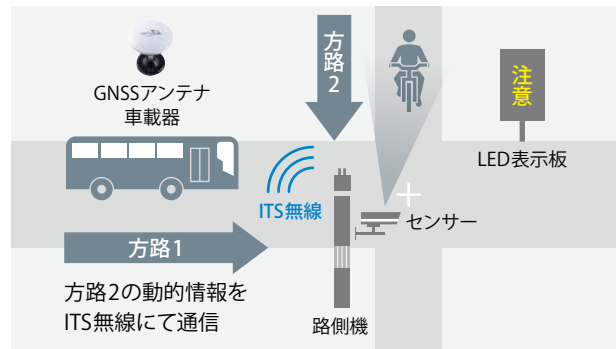 GNSSアンテナ
車載器
方路2
注意
LED表示板
ITS無線
センサー
方路1
方路2の動的情報を
ITS無線にて通信
路側機